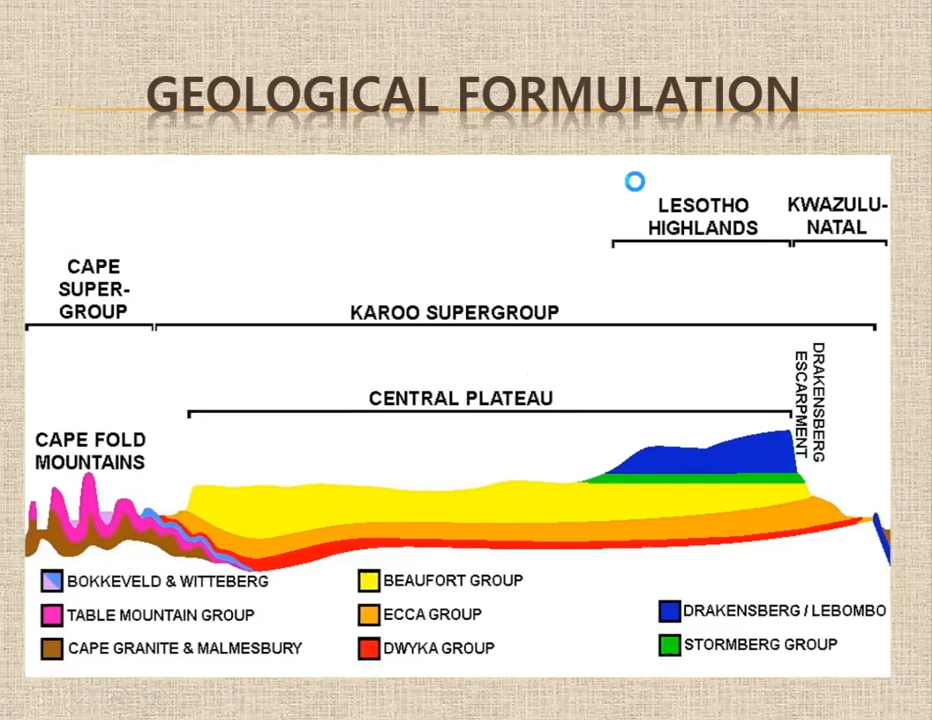 GEOLOGICAL FORMULATION
LESOTHO
HIGHLANDS
KWAZULU-
NATAL
CAPE
SUPER-
GROUP
KAROO SUPERGROUP
DRAKENSBERG
ESCARPMENT
CENTRAL PLATEAU
CAPE FOLD
MOUNTAINS
BOKKEVELD & WITTEBERG
TABLE MOUNTAIN GROUP
CAPE GRANITE & MALMESBURY
BEAUFORT GROUP
ECCA GROUP
DWYKA GROUP
DRAKENSBERG / LEBOMBO
STORMBERG GROUP